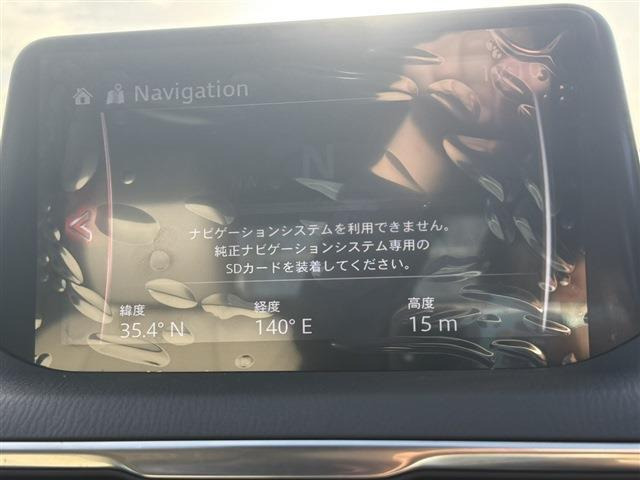 Navigation
N
ナビゲーションシステムを利用できません。
純正ナビゲーションシステム専用の
SDカードを装着してください。
緯度 経度 高度
35.4° N 140° E 15 m